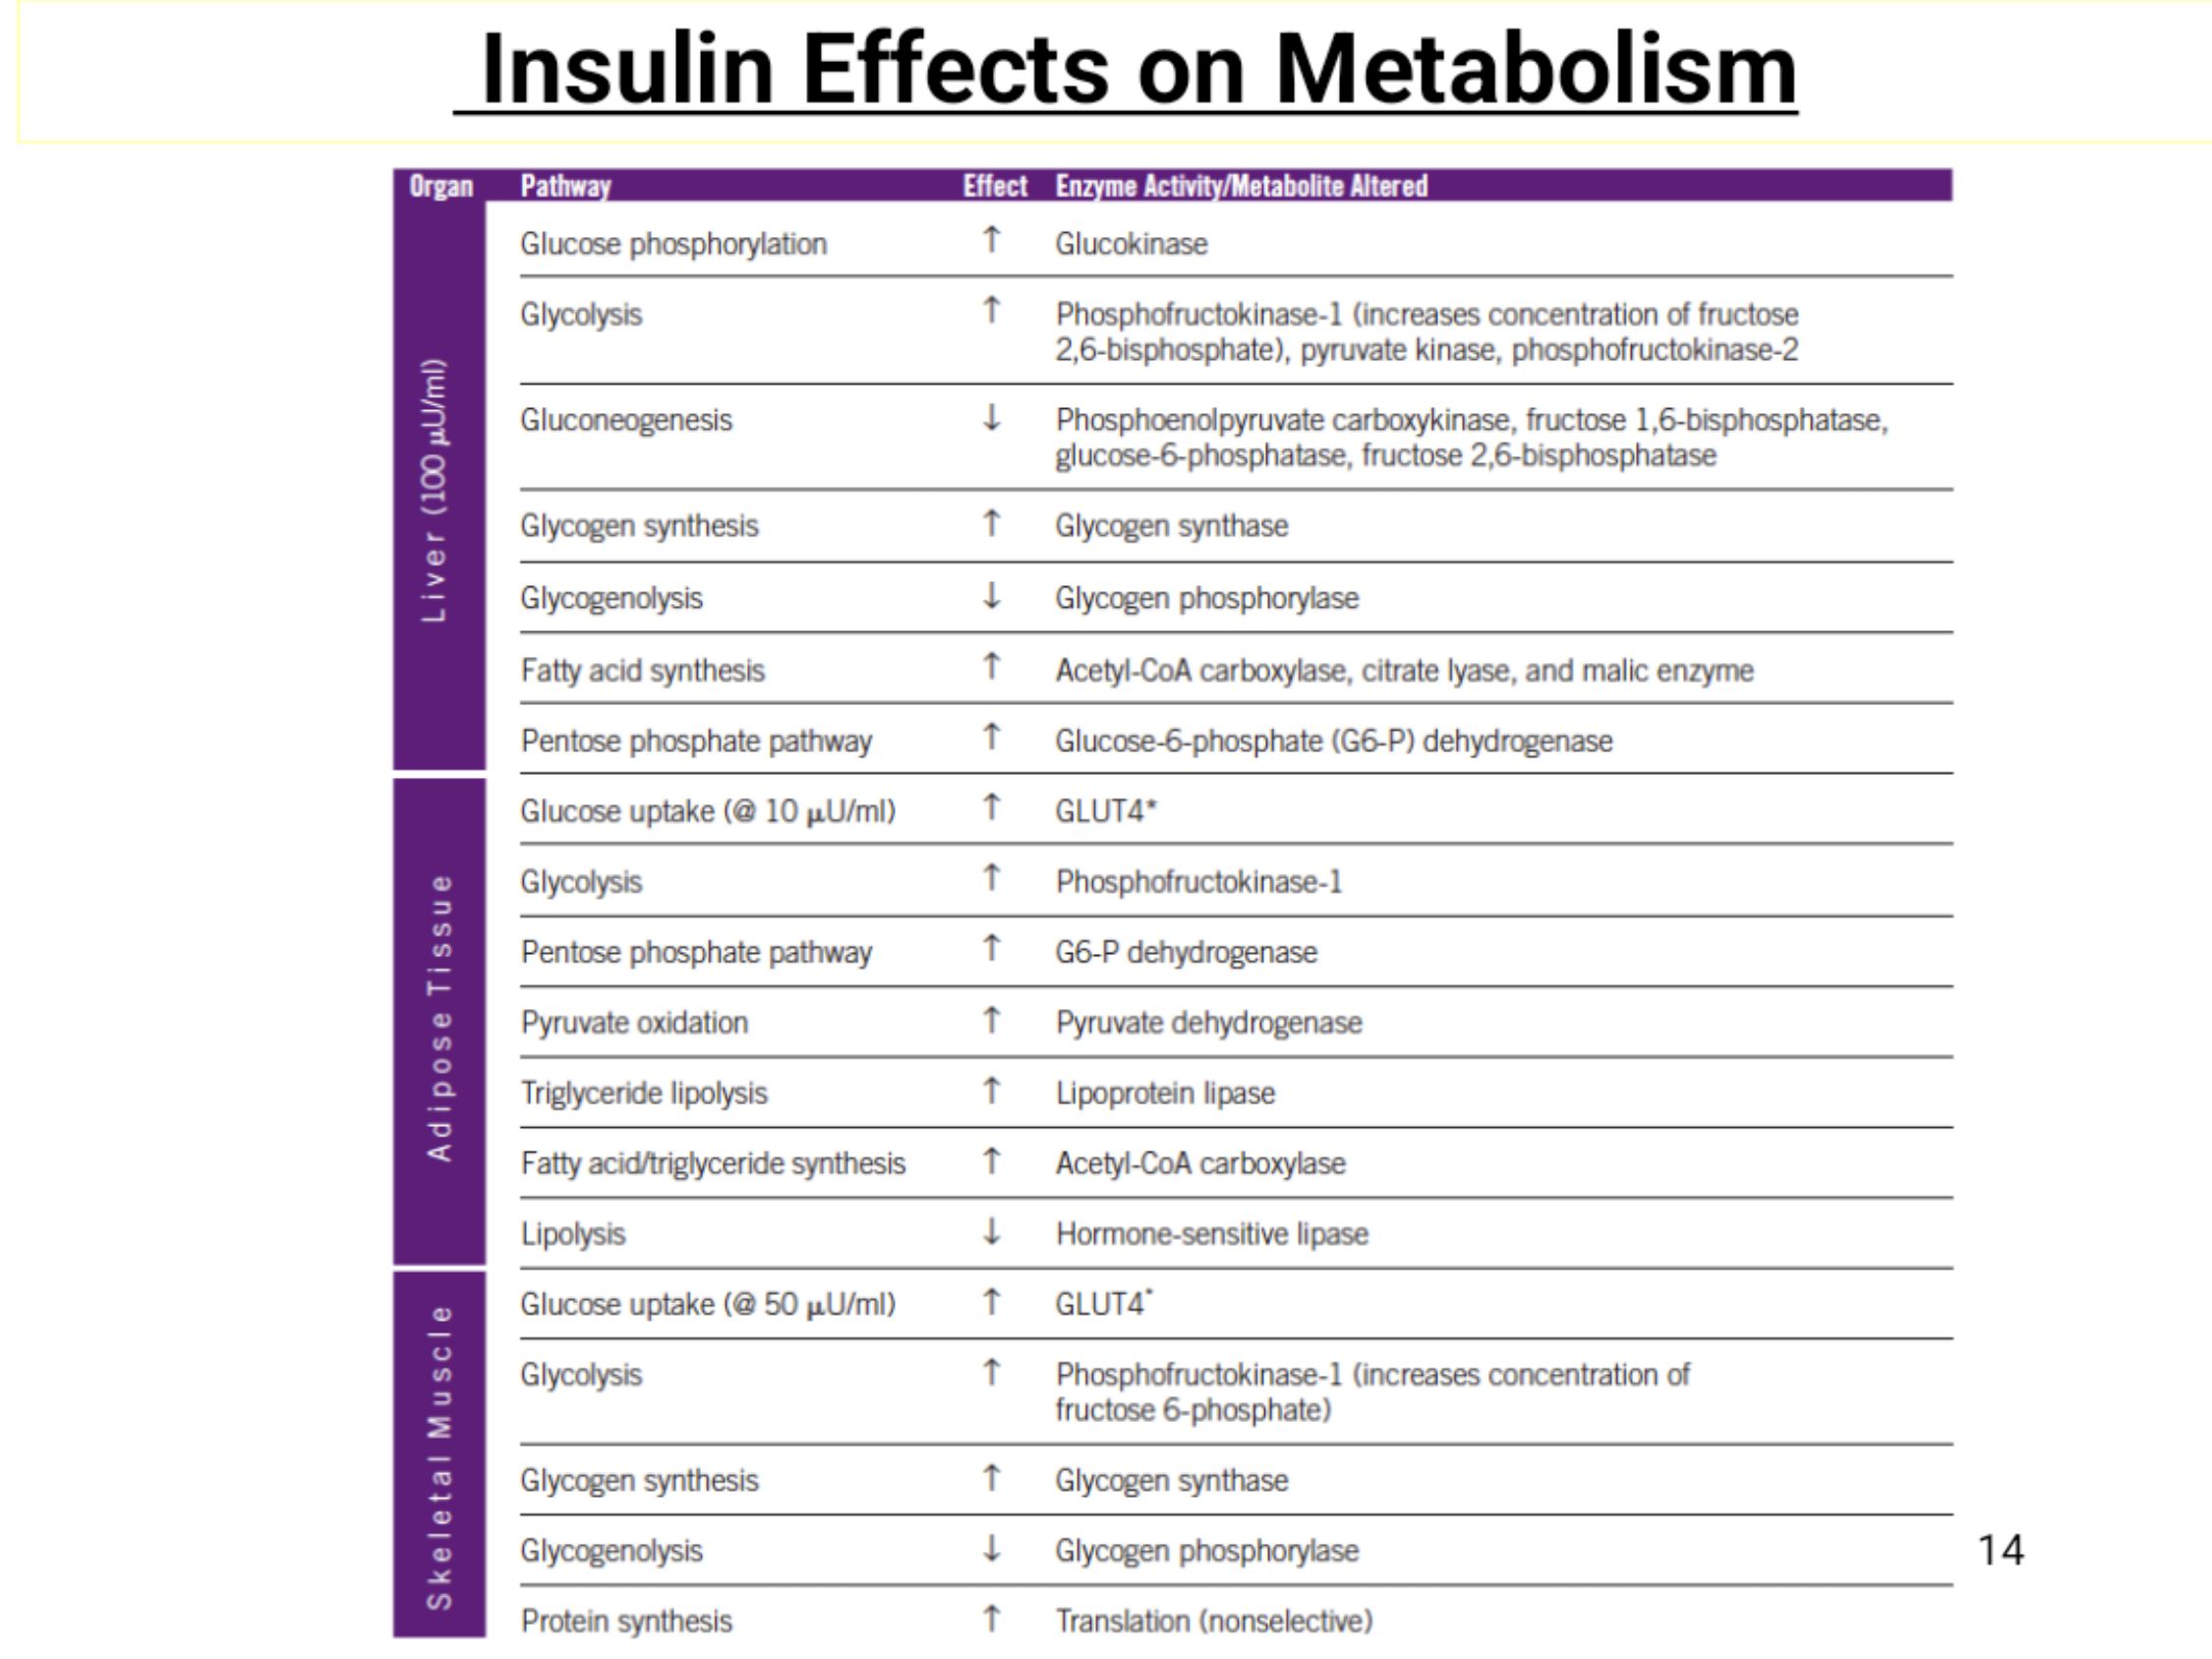 Insulin Effects on Metabolism
Organ Pathway Effect Enzyme Activity/Metabolite Altered
Liver (100 µU/ml)
Glucose phosphorylation ↑ Glucokinase
Glycolysis ↑ Phosphofructokinase-1 (increases concentration of fructose
2,6-bisphosphate), pyruvate kinase, phosphofructokinase-2
Gluconeogenesis ↓ Phosphoenolpyruvate carboxykinase, fructose 1,6-bisphosphatase,
glucose-6-phosphatase, fructose 2,6-bisphosphatase
Glycogen synthesis ↑ Glycogen synthase
Glycogenolysis ↓ Glycogen phosphorylase
Fatty acid synthesis ↑ Acetyl-CoA carboxylase, citrate lyase, and malic enzyme
Pentose phosphate pathway ↑ Glucose-6-phosphate (G6-P) dehydrogenase
Adipose Tissue
Glucose uptake (@ 10 µU/ml) ↑ GLUT4*
Glycolysis ↑ Phosphofructokinase-1
Pentose phosphate pathway ↑ G6-P dehydrogenase
Pyruvate oxidation ↑ Pyruvate dehydrogenase
Triglyceride lipolysis ↑ Lipoprotein lipase
Fatty acid/triglyceride synthesis ↑ Acetyl-CoA carboxylase
Lipolysis ↓ Hormone-sensitive lipase
Skeletal Muscle
Glucose uptake (@ 50 µU/ml) ↑ GLUT4*
Glycolysis ↑ Phosphofructokinase-1 (increases concentration of
fructose 6-phosphate)
Glycogen synthesis ↑ Glycogen synthase
Glycogenolysis ↓ Glycogen phosphorylase
Protein synthesis ↑ Translation (nonselective)
14